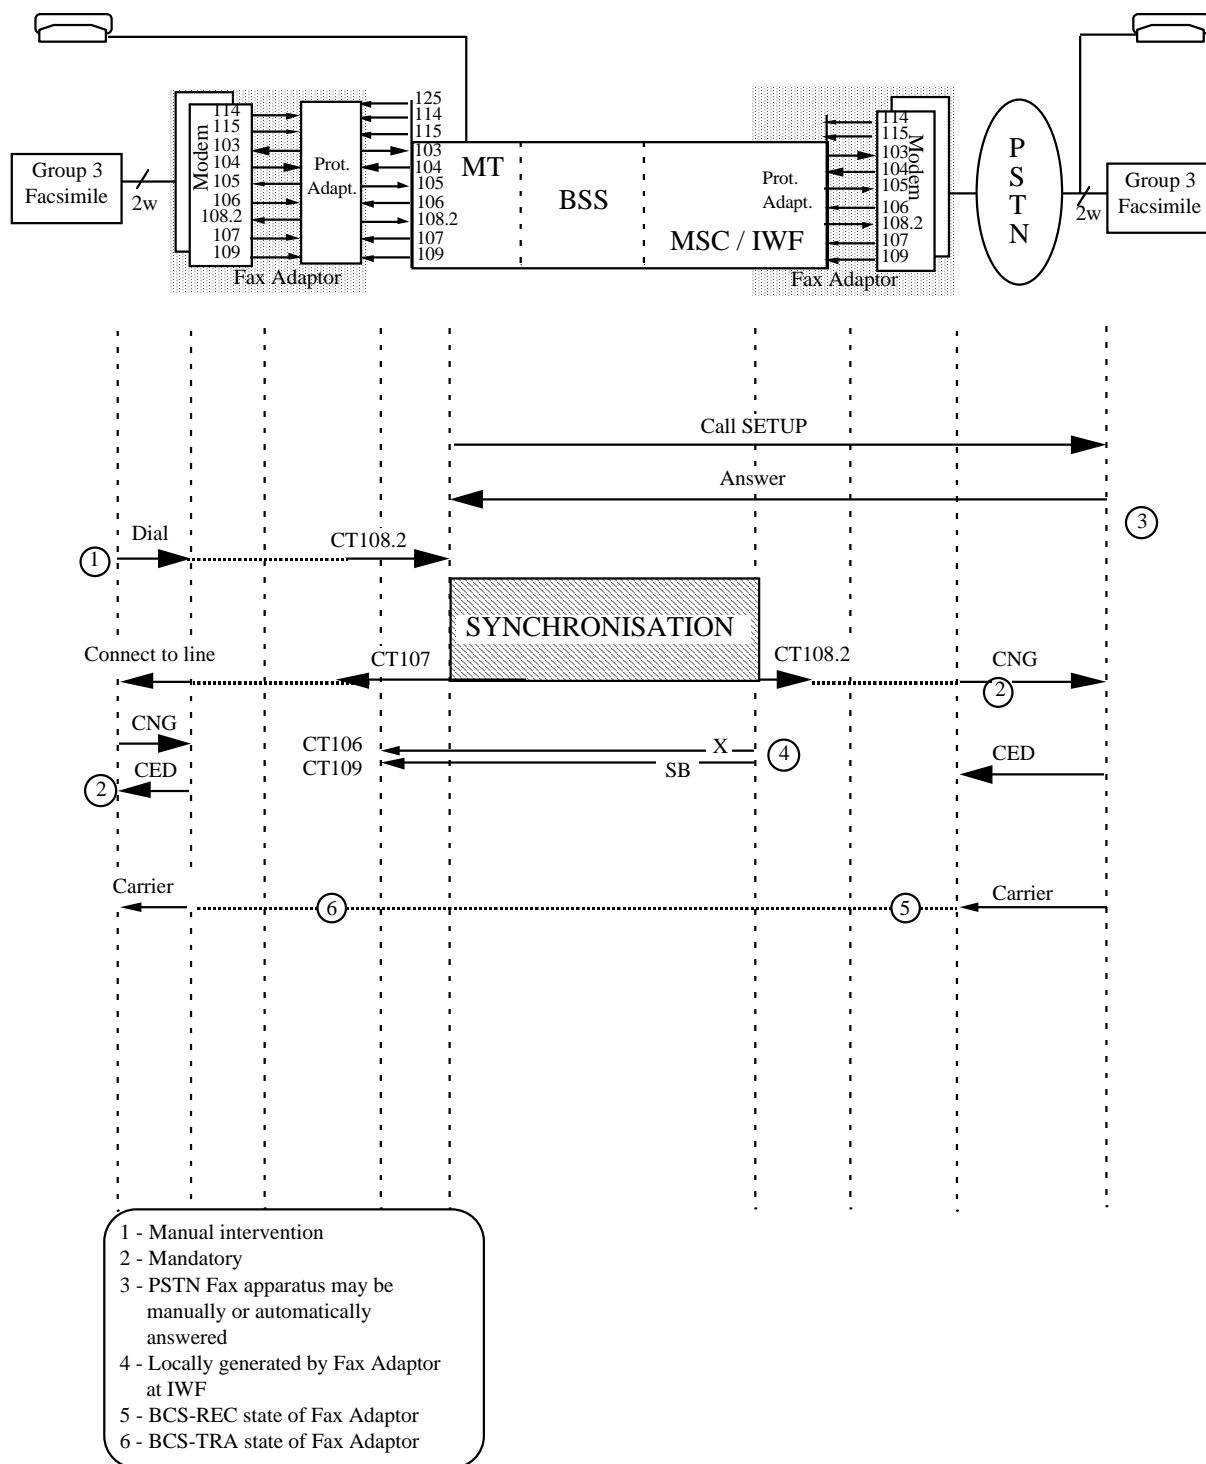 Group 3
Facsimile
2w
Modem
114
115
103
104
105
106
108.2
107
109
Prot.
Adapt.
Fax Adaptor
125
114
115
103
104
105
106
108.2
107
109
MT
BSS
MSC / IWF
Prot.
Adapt.
114
115
103
104
105
106
108.2
107
109
Modem
Fax Adaptor
P
S
T
N
2w
Group 3
Facsimile
Call SETUP
Answer
3
Dial
CT108.2
1
SYNCHRONISATION
Connect to line
CT107
CT108.2
CNG
2
CNG
CT106
X
4
CT109
SB
CED
CED
2
Carrier
6
5
Carrier
1 - Manual intervention
2 - Mandatory
3 - PSTN Fax apparatus may be
manually or automatically
answered
4 - Locally generated by Fax Adaptor
at IWF
5 - BCS-REC state of Fax Adaptor
6 - BCS-TRA state of Fax Adaptor